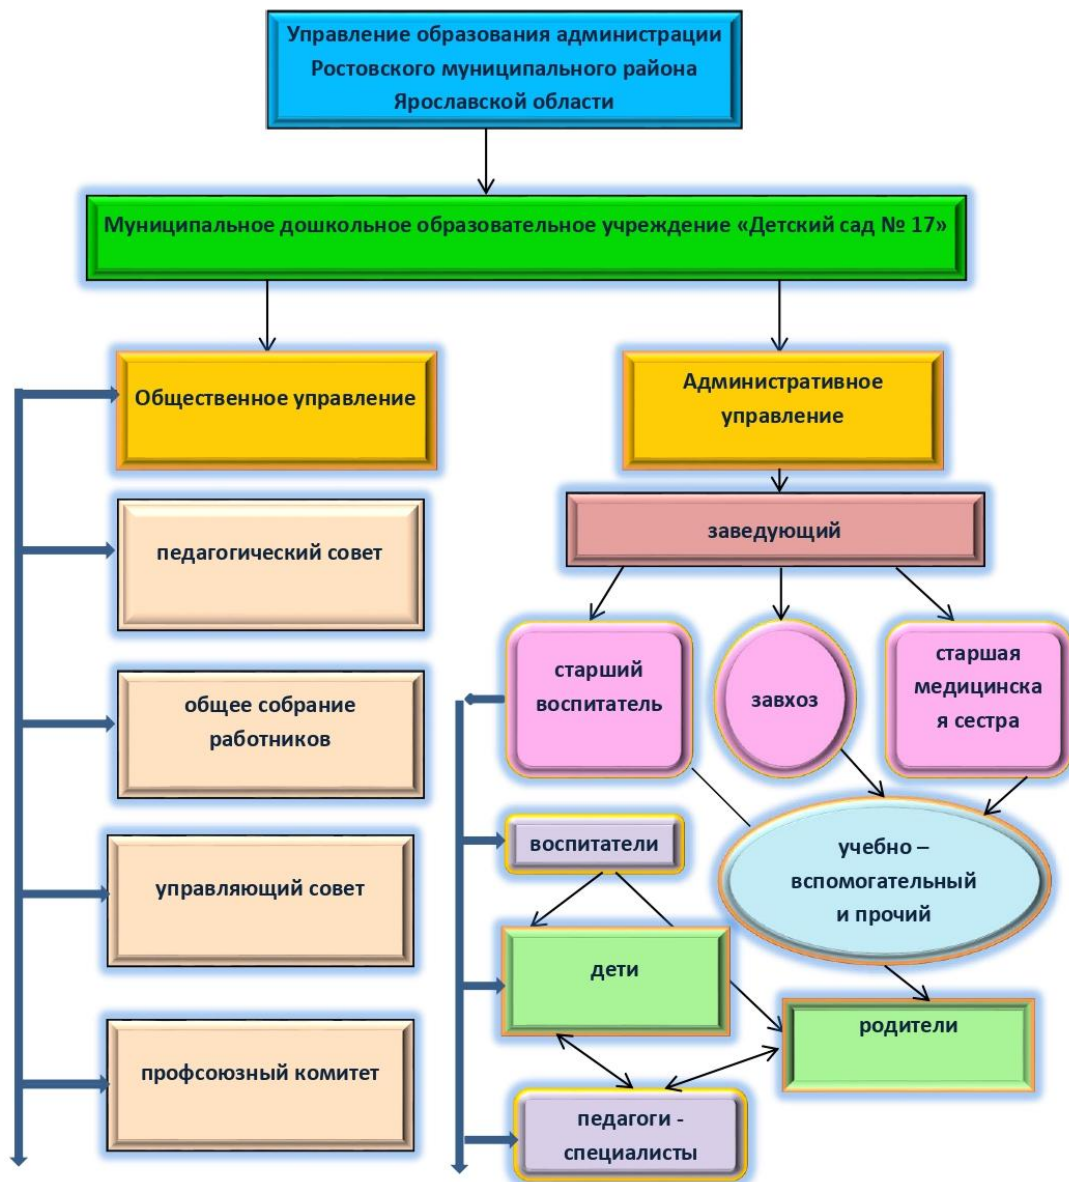 Управление образования администрации
Ростовского муниципального района
Ярославской области
Муниципальное дошкольное образовательное учреждение «Детский сад № 17»
Общественное управление
Административное
управление
педагогический совет
заведующий
общее собрание
работников
старший
воспитатель
завхоз
старшая
медицинска
я сестра
управляющий совет
воспитатели
учебно –
вспомогательный
и прочий
дети
родители
профсоюзный комитет
педагоги -
специалисты